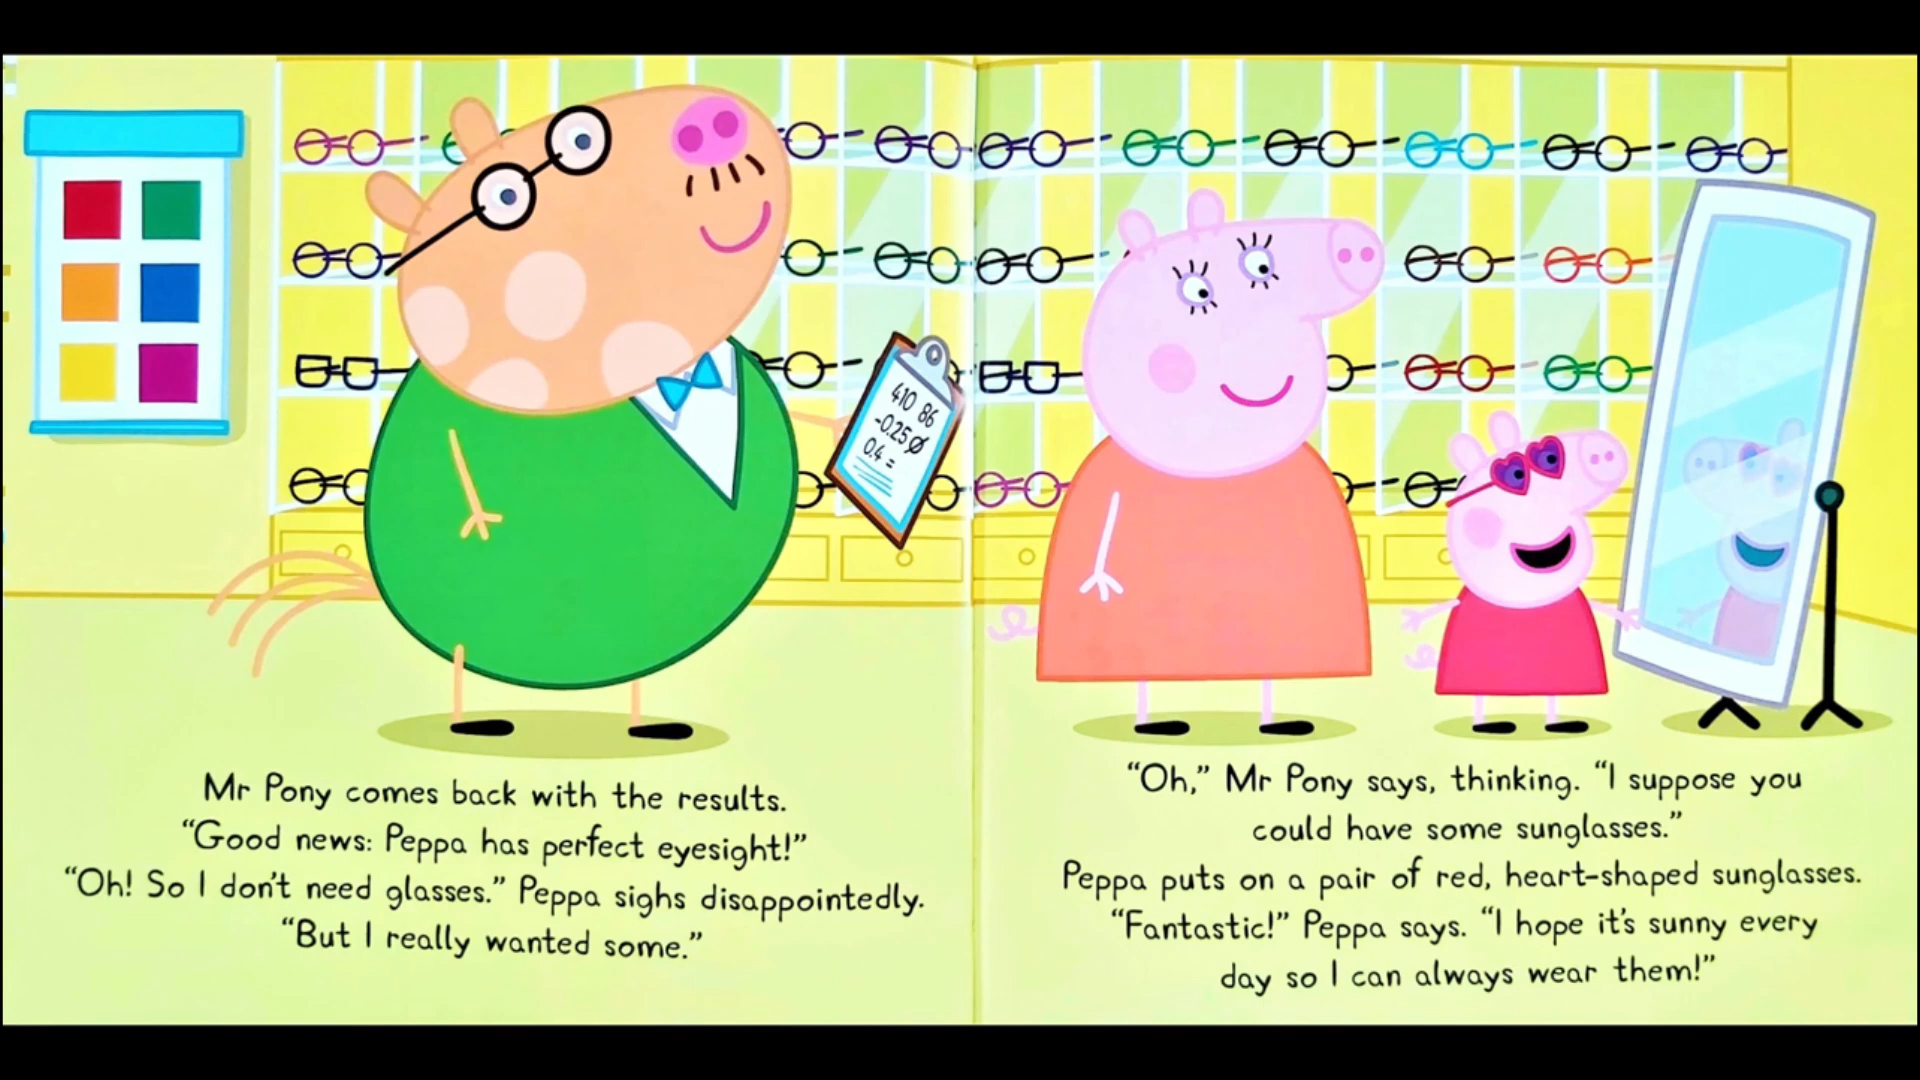 410 86
-0.25Ø
0.4 =
Mr Pony comes back with the results.
“Good news: Peppa has perfect eyesight!”
“Oh! So I don’t need glasses.” Peppa sighs disappointedly.
“But I really wanted some.”
“Oh,” Mr Pony says, thinking. “I suppose you
could have some sunglasses.”
Peppa puts on a pair of red, heart-shaped sunglasses.
“Fantastic!” Peppa says. “I hope it’s sunny every
day so I can always wear them!”